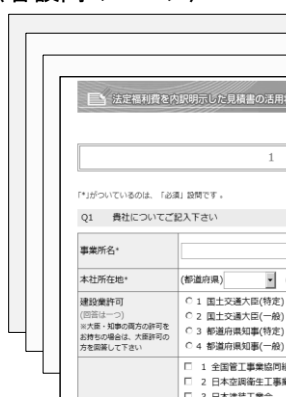 法定福利費を内訳明示した見積書の活用
1
「*」がついているのは、「必須」設問です。
Q1 貴社についてご記入下さい
事業所名*
本社所在地* (都道府県)
建設業許可
(回答は一つ)
※大臣・知事の両方の許可を
お持ちの場合は、大臣許可の
方を回答して下さい
1 国土交通大臣(特定)
2 国土交通大臣(一般)
3 都道府県知事(特定)
4 都道府県知事(一般)
1 全国管工事業協同組
2 日本空調衛生工事業